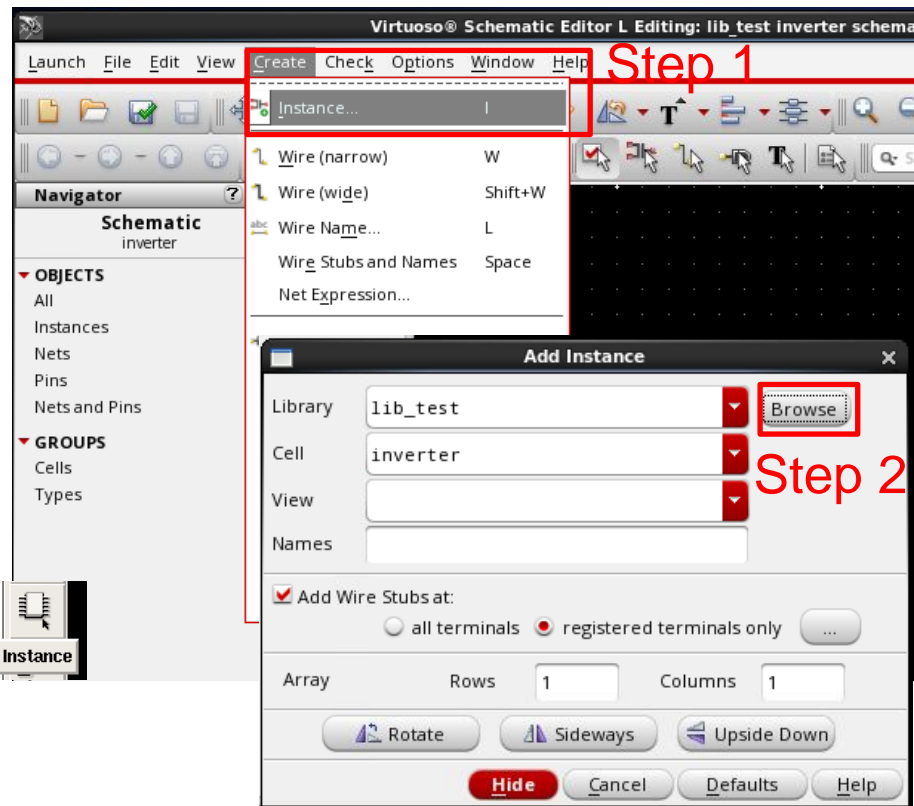 Virtuoso® Schematic Editor L Editing: lib_test inverter schema
Launch File Edit View Create Check Options Window Help
Step 1
Instance... I
Wire (narrow) W
Wire (wide) Shift+W
Wire Name... L
Wire Stubs and Names Space
Net Expression...
Navigator ?
Schematic
inverter
OBJECTS
All
Instances
Nets
Pins
Nets and Pins
GROUPS
Cells
Types
Instance
Add Instance
Library lib_test Browse
Cell inverter
Step 2
View
Names
Add Wire Stubs at:
all terminals registered terminals only ...
Array Rows 1 Columns 1
Rotate Sideways Upside Down
Hide Cancel Defaults Help